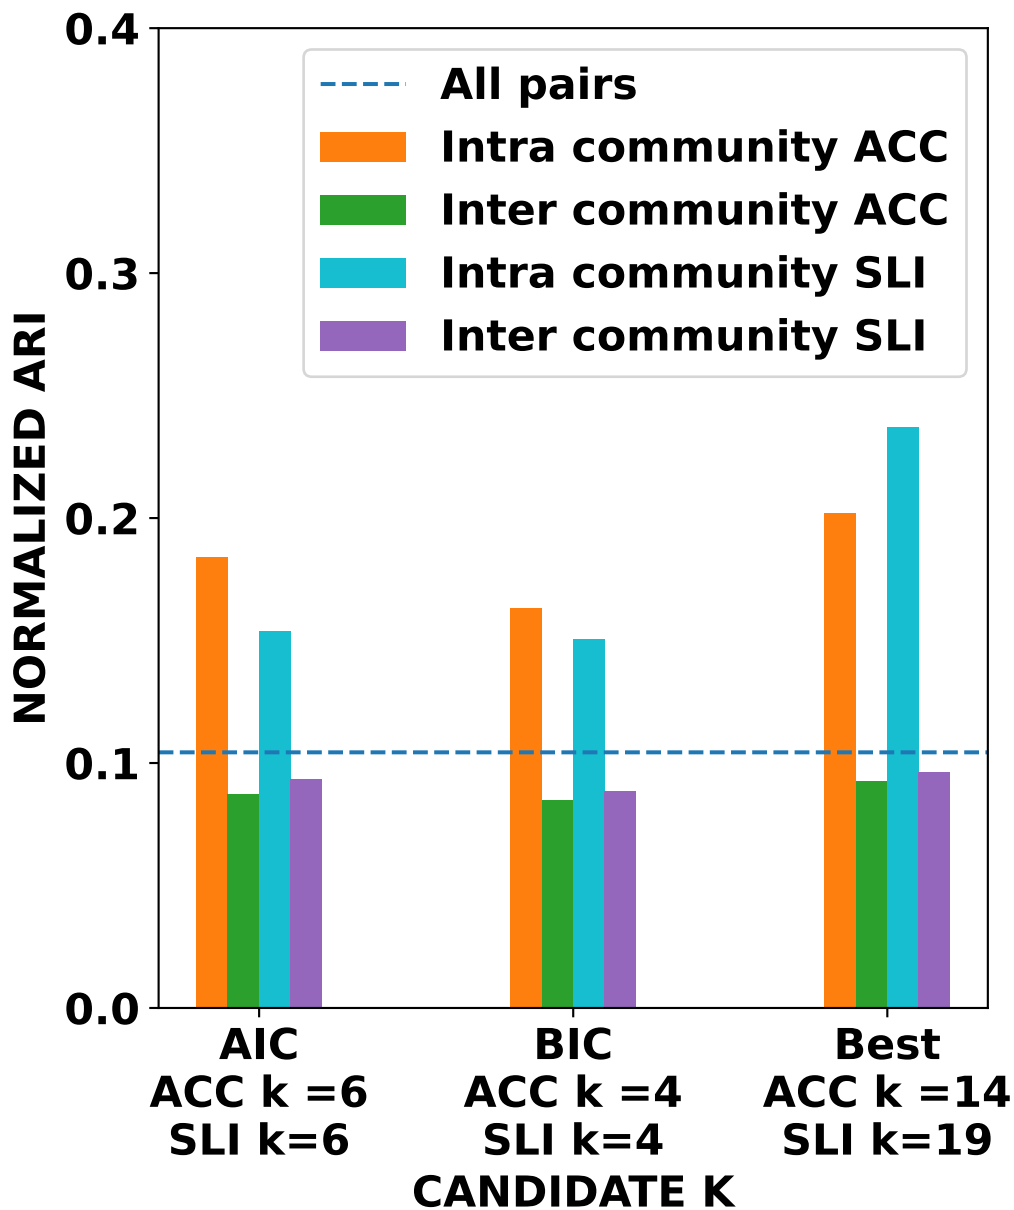 0.4
0.3
0.2
0.1
0.0
NORMALIZED ARI
All pairs
Intra community ACC
Inter community ACC
Intra community SLI
Inter community SLI
AIC
ACC k =6
SLI k=6
BIC
ACC k =4
SLI k=4
Best
ACC k =14
SLI k=19
CANDIDATE K